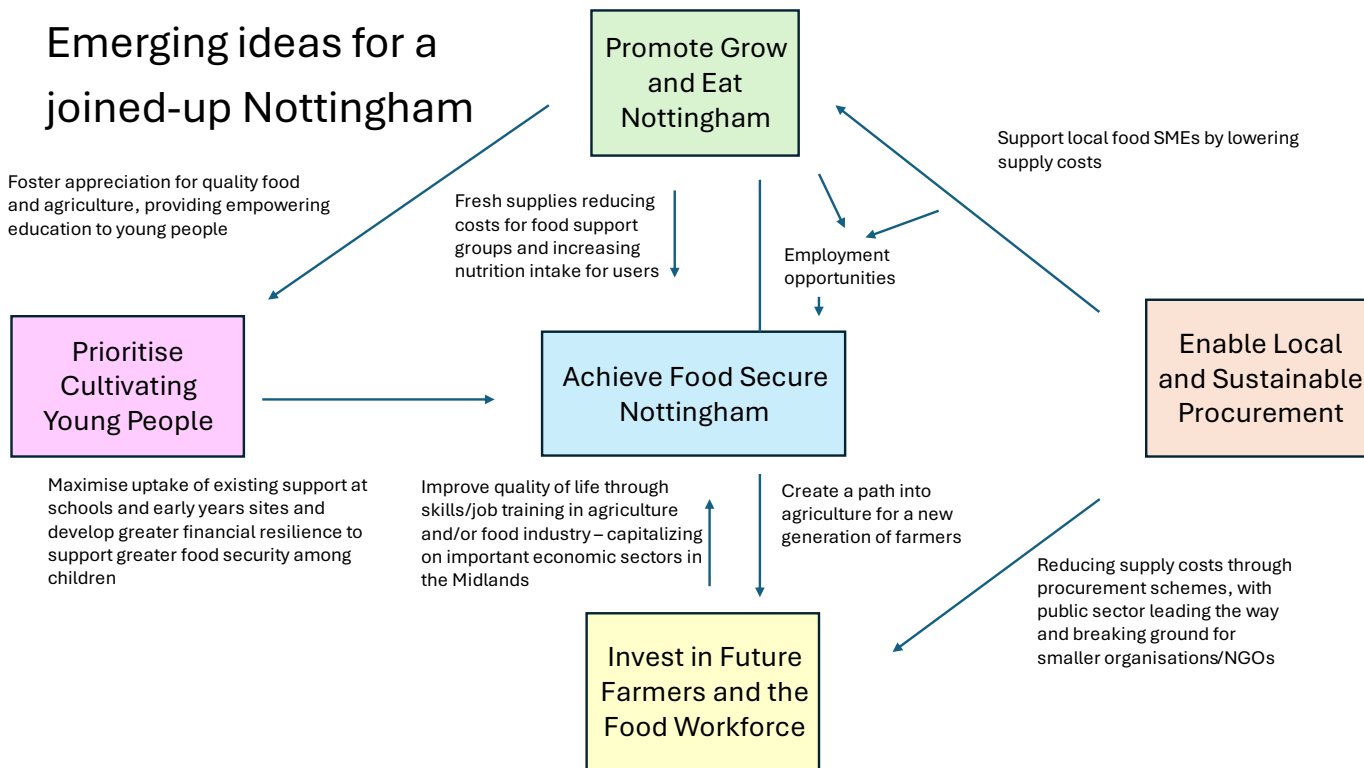 Emerging ideas for a
joined-up Nottingham
Promote Grow
and Eat
Nottingham
Support local food SMEs by lowering
supply costs
Foster appreciation for quality food
and agriculture, providing empowering
education to young people
Fresh supplies reducing
costs for food support
groups and increasing
nutrition intake for users
Employment
opportunities
Prioritise
Cultivating
Young People
Achieve Food Secure
Nottingham
Enable Local
and Sustainable
Procurement
Maximise uptake of existing support at
schools and early years sites and
develop greater financial resilience to
support greater food security among
children
Improve quality of life through
skills/job training in agriculture
and/or food industry – capitalizing
on important economic sectors in
the Midlands
Create a path into
agriculture for a new
generation of farmers
Reducing supply costs through
procurement schemes, with
public sector leading the way
and breaking ground for
smaller organisations/NGOs
Invest in Future
Farmers and the
Food Workforce